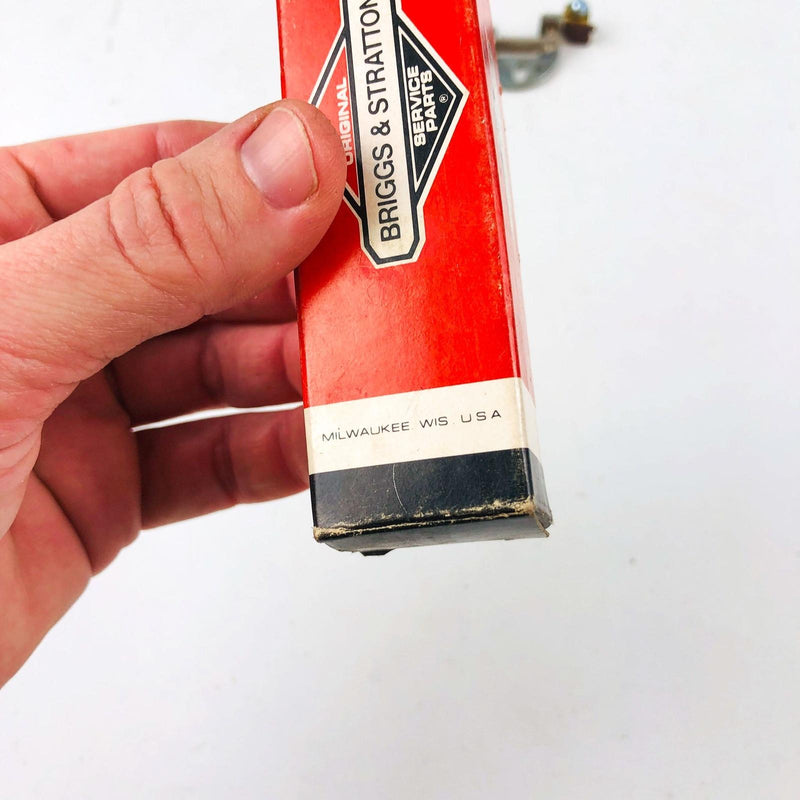 ORIGINAL
BRIGGS & STRATTON
SERVICE
PARTS®
MILWAUKEE WIS. USA